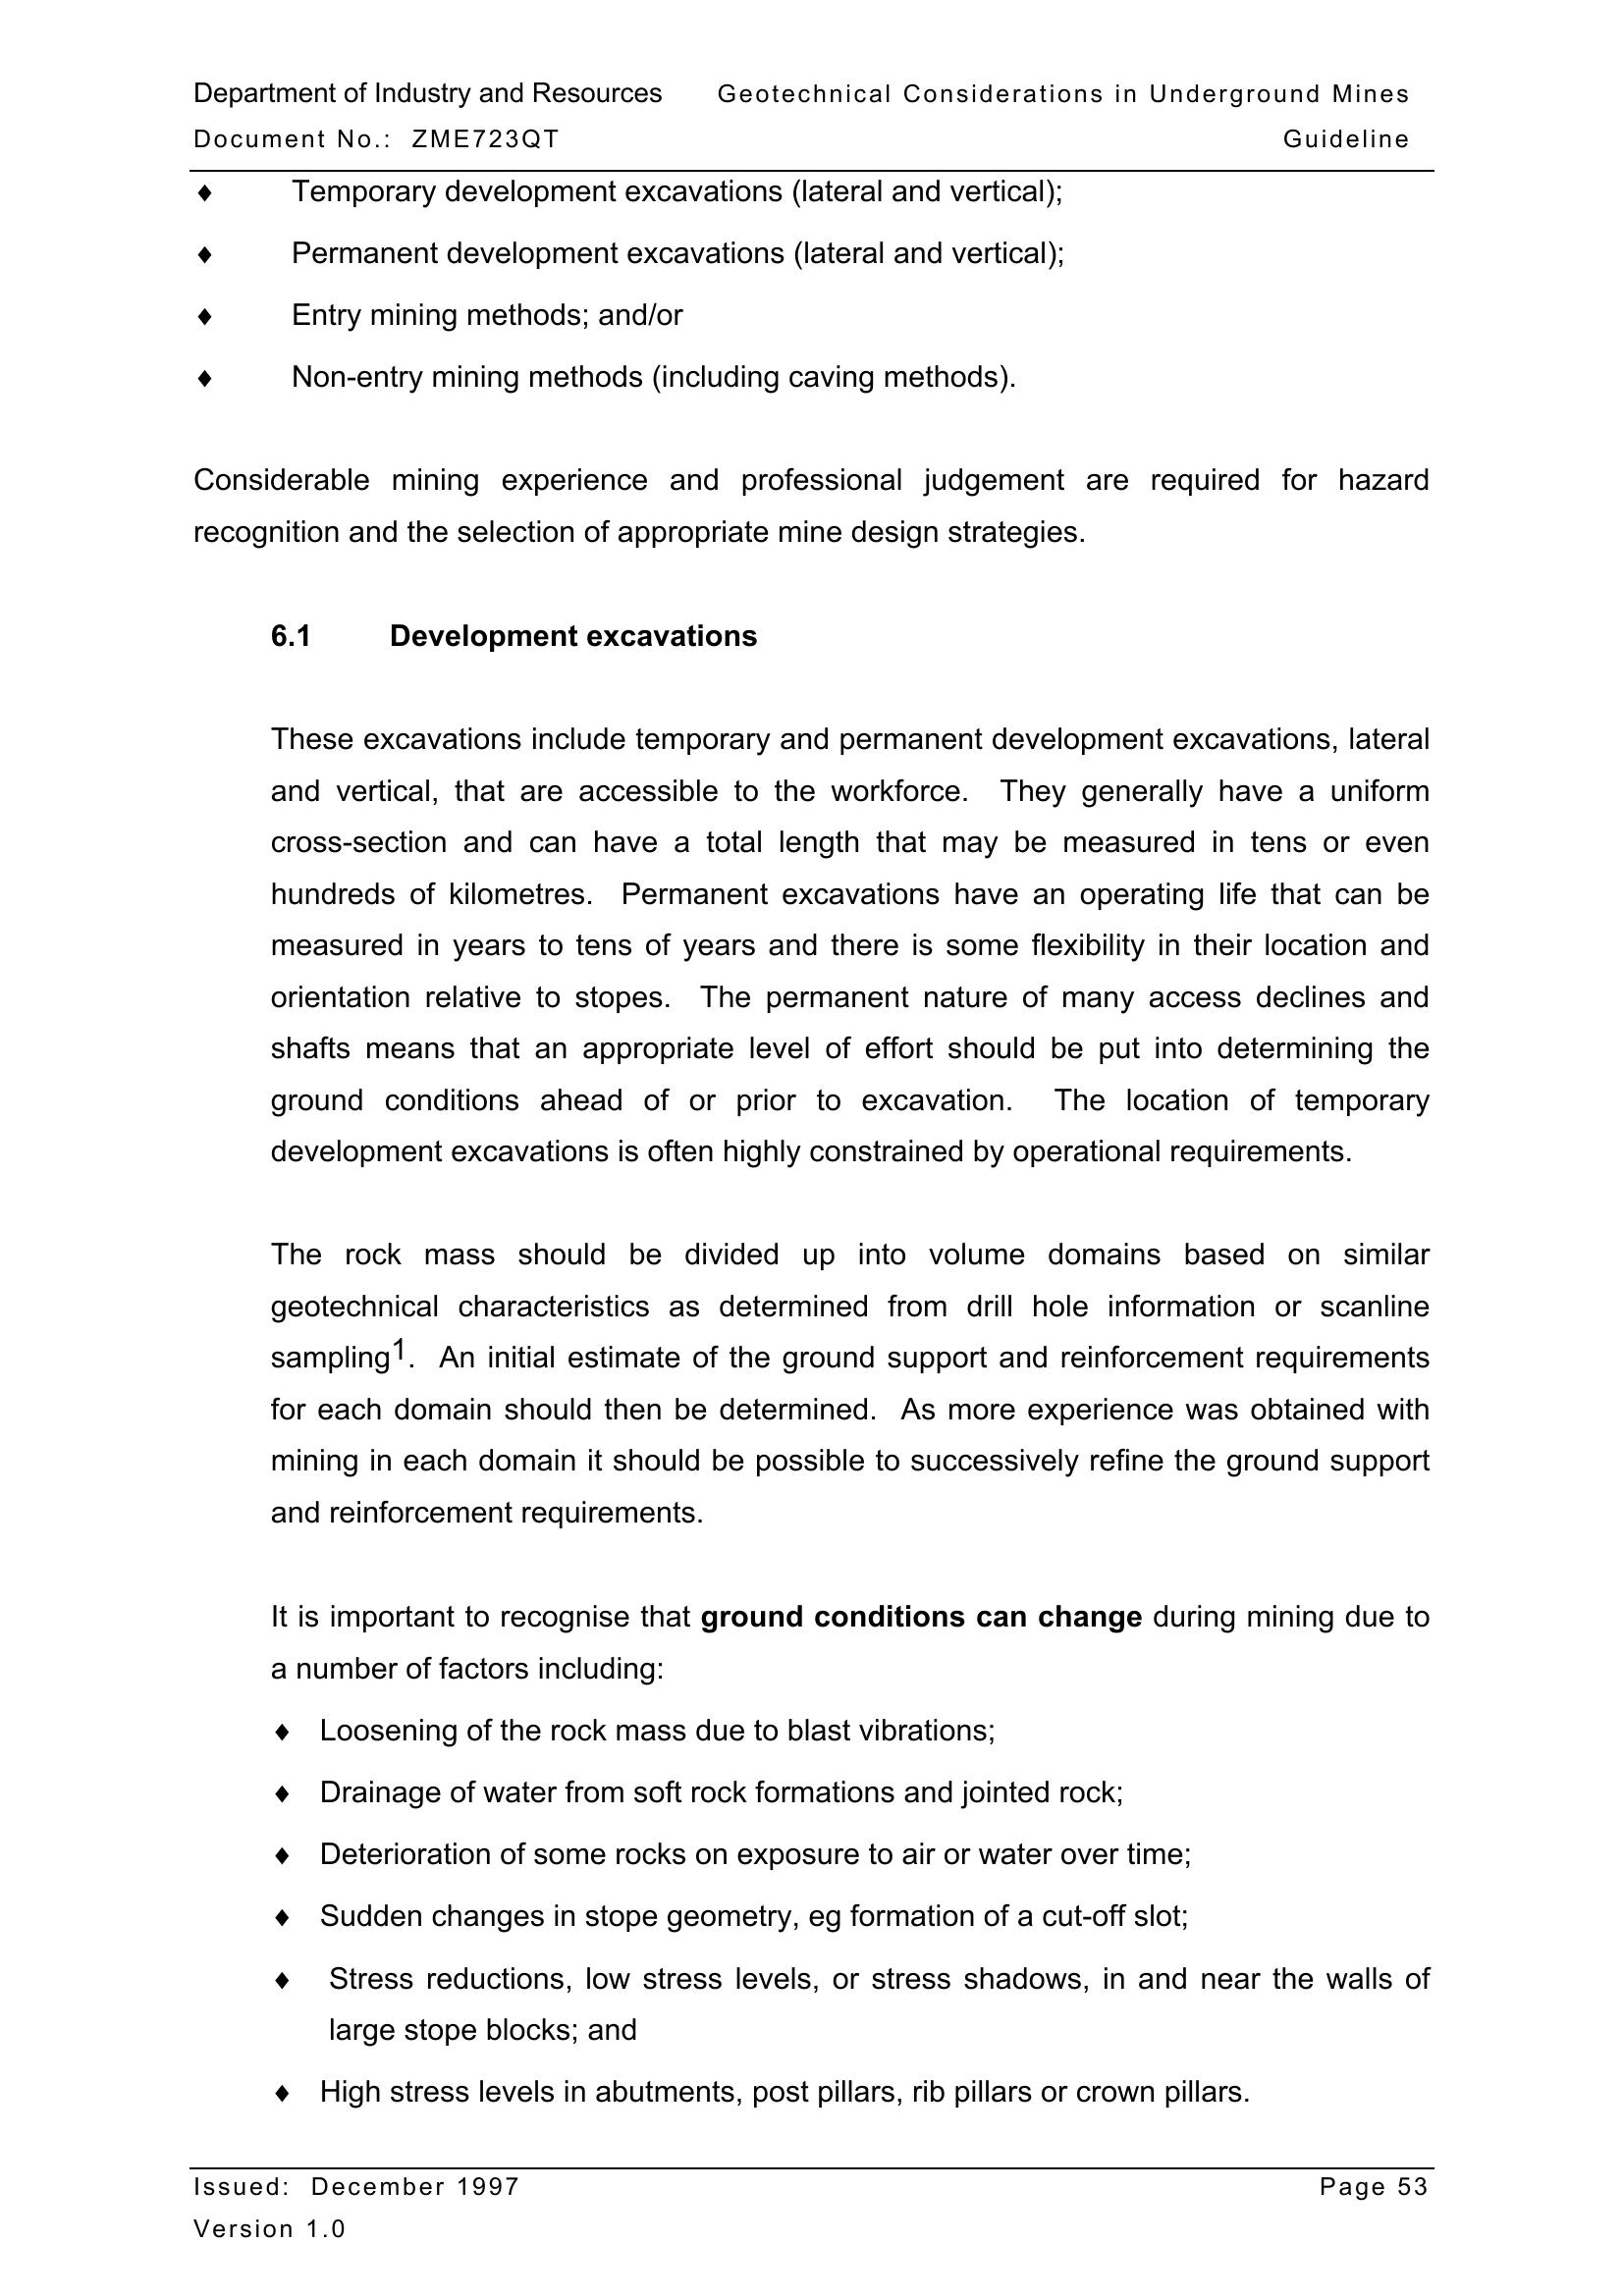 Department of Industry and Resources Geotechnical Considerations in Underground Mines
Document No.: ZME723QT Guideline
♦ Temporary development excavations (lateral and vertical);
♦ Permanent development excavations (lateral and vertical);
♦ Entry mining methods; and/or
♦ Non-entry mining methods (including caving methods).
Considerable mining experience and professional judgement are required for hazard
recognition and the selection of appropriate mine design strategies.
6.1 Development excavations
These excavations include temporary and permanent development excavations, lateral
and vertical, that are accessible to the workforce. They generally have a uniform
cross-section and can have a total length that may be measured in tens or even
hundreds of kilometres. Permanent excavations have an operating life that can be
measured in years to tens of years and there is some flexibility in their location and
orientation relative to stopes. The permanent nature of many access declines and
shafts means that an appropriate level of effort should be put into determining the
ground conditions ahead of or prior to excavation. The location of temporary
development excavations is often highly constrained by operational requirements.
The rock mass should be divided up into volume domains based on similar
geotechnical characteristics as determined from drill hole information or scanline
sampling1. An initial estimate of the ground support and reinforcement requirements
for each domain should then be determined. As more experience was obtained with
mining in each domain it should be possible to successively refine the ground support
and reinforcement requirements.
It is important to recognise that ground conditions can change during mining due to
a number of factors including:
♦ Loosening of the rock mass due to blast vibrations;
♦ Drainage of water from soft rock formations and jointed rock;
♦ Deterioration of some rocks on exposure to air or water over time;
♦ Sudden changes in stope geometry, eg formation of a cut-off slot;
♦ Stress reductions, low stress levels, or stress shadows, in and near the walls of
large stope blocks; and
♦ High stress levels in abutments, post pillars, rib pillars or crown pillars.
Issued: December 1997 Page 53
Version 1.0